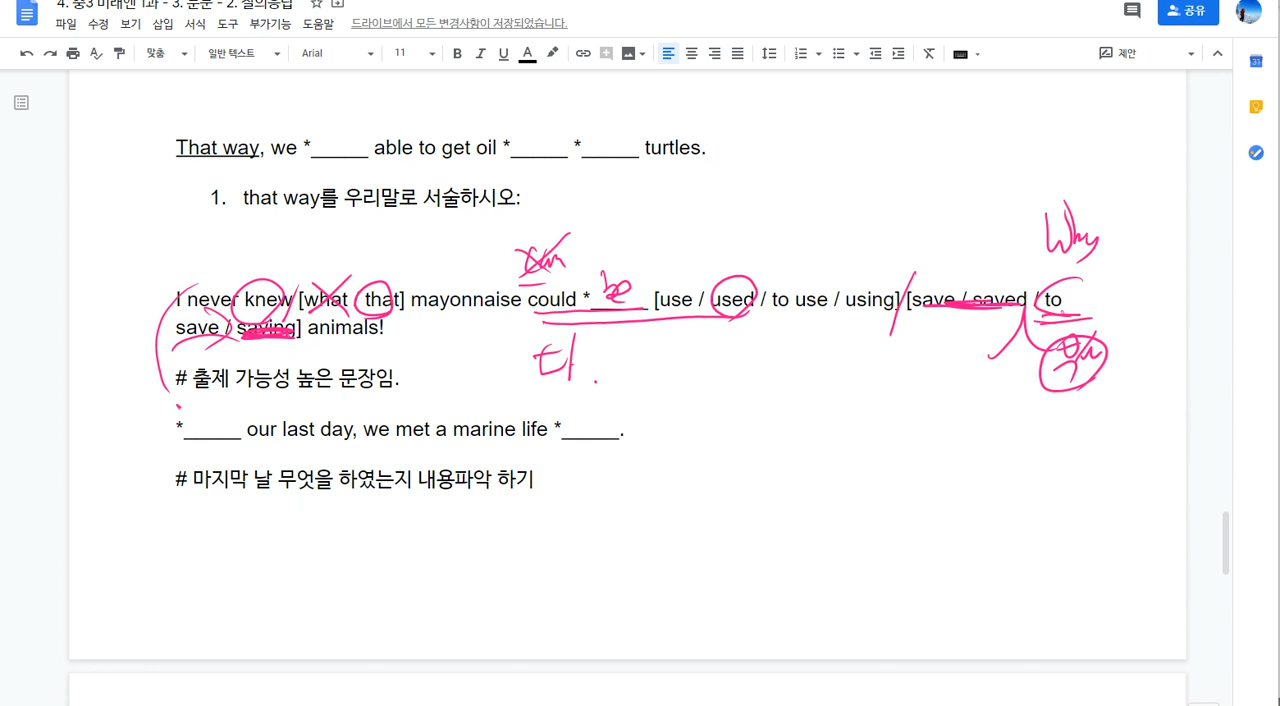 4. 중3 미래엔 1과 - 3. 본문 - 2. 질의응답
파일 수정 보기 삽입 서식 도구 부가기능 도움말 드라이브에서 모든 변경사항이 저장되었습니다.
공유
맞춤 일반 텍스트 Arial 11 B I U A 제안
31
That way, we *_____ able to get oil *_____ *_____ turtles.
1. that way를 우리말로 서술하시오:
Why
I never knew [what that] mayonnaise could * be [use / used / to use / using] [save / saved / to
save / saving] animals!
# 출제 가능성 높은 문장임.
*_____ our last day, we met a marine life *_____.
# 마지막 날 무엇을 하였는지 내용파악 하기